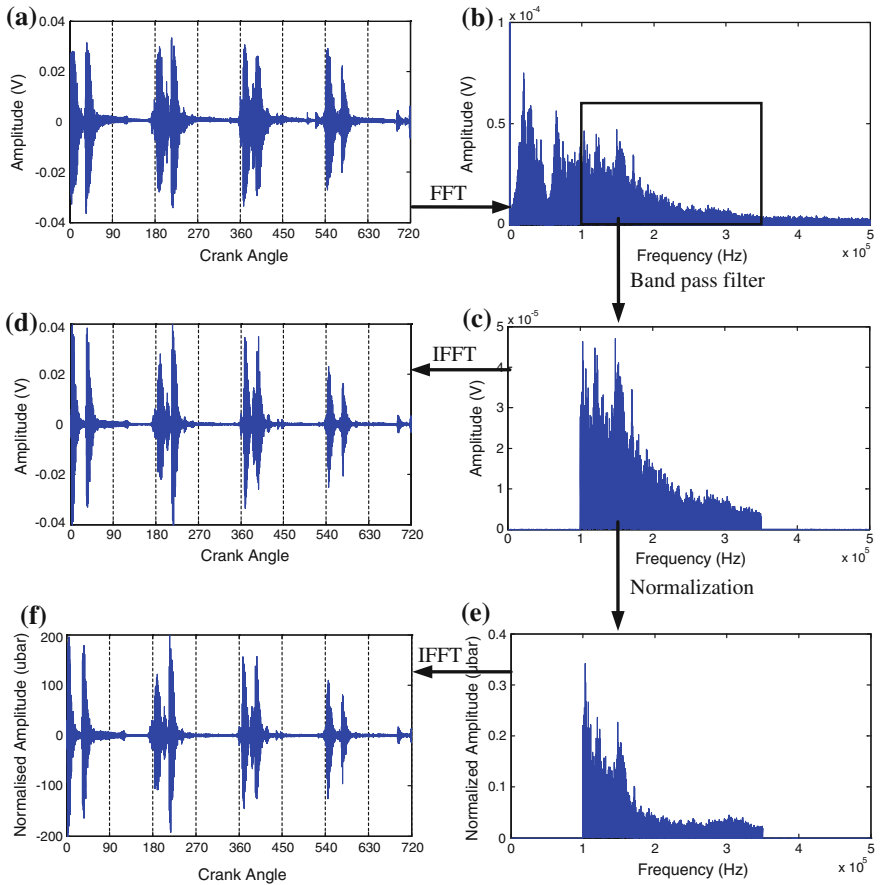 (a)
0.04
0.02
0.00
-0.02
-0.04
Amplitude (V)
0 90 180 270 360 450 540 630 720
Crank Angle
FFT
(b)
1 x 10-4
0.5
0
Amplitude (V)
0 1 2 3 4 5
Frequency (Hz)
x 105
Band pass filter
(d)
0.04
0.02
0.00
-0.02
-0.04
Amplitude (V)
0 90 180 270 360 450 540 630 720
Crank Angle
IFFT
(c)
x 10-5
5
4
3
2
1
0
Amplitude (V)
0 1 2 3 4 5
Frequency (Hz)
x 105
Normalization
(f)
200
100
0
-100
-200
Normalised Amplitude (ubar)
0 90 180 270 360 450 540 630 720
Crank Angle
IFFT
(e)
0.4
0.3
0.2
0.1
0
Normalized Amplitude (ubar)
0 1 2 3 4 5
Frequency (Hz)
x 105